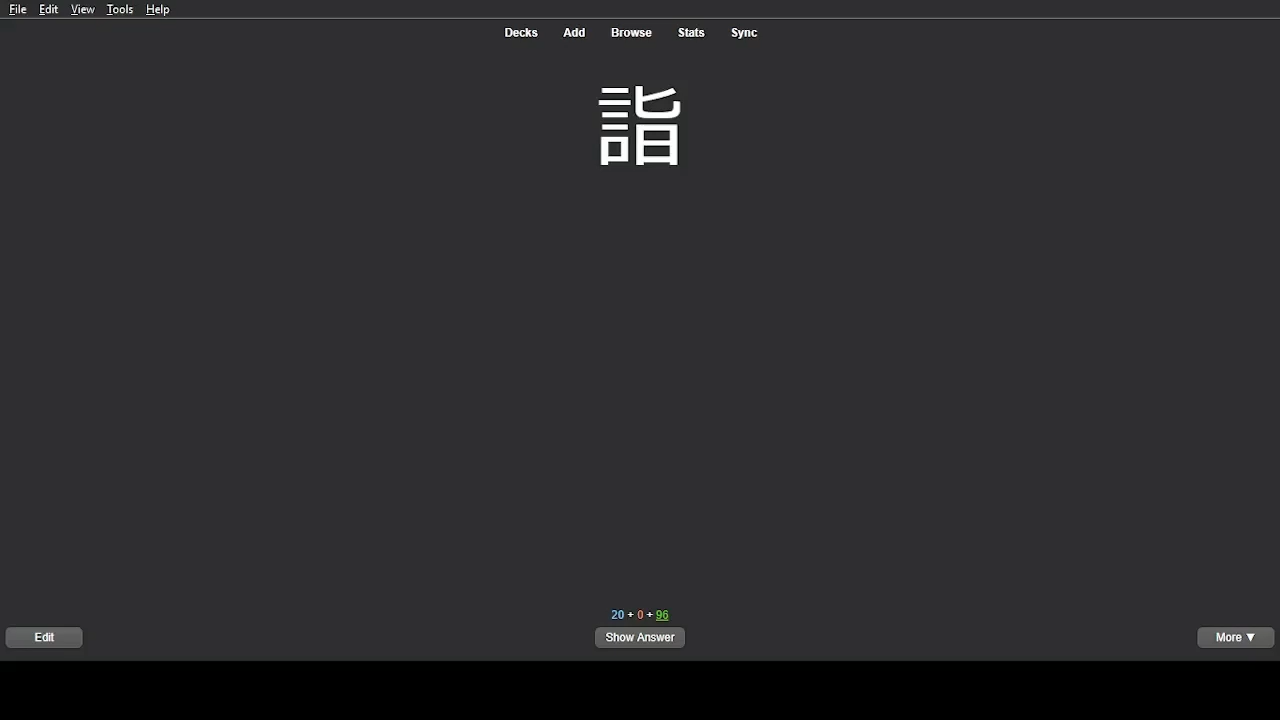 File Edit View Tools Help
Decks Add Browse Stats Sync
詣
20 + 0 + 96
Edit Show Answer More ▼